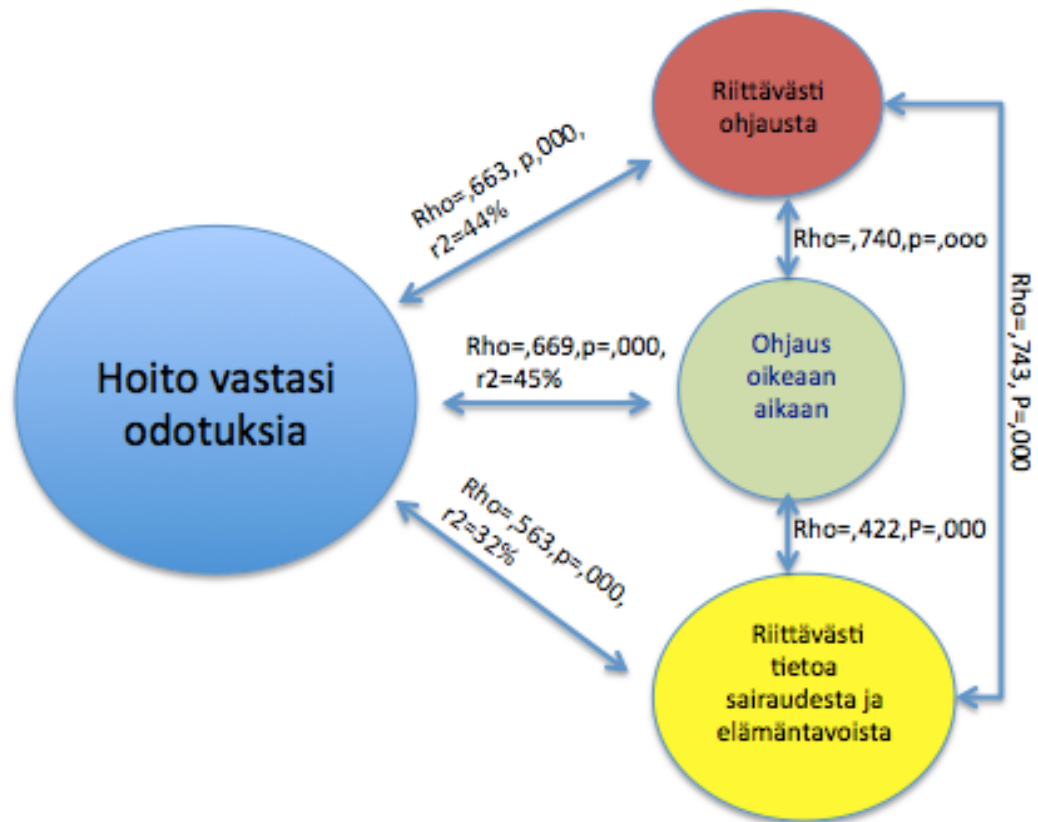 Riittävästi
ohjausta
Rho=,663, p,000,
r2=44%
Rho=,740,p=,ooo
Rho=,743, P=,000
Hoito vastasi
odotuksia
Rho=,669,p=,000,
r2=45%
Ohjaus
oikeaan
aikaan
Rho=,563,p=,000,
r2=32%
Rho=,422,P=,000
Riittävästi
tietoa
sairaudesta ja
elämäntavoista